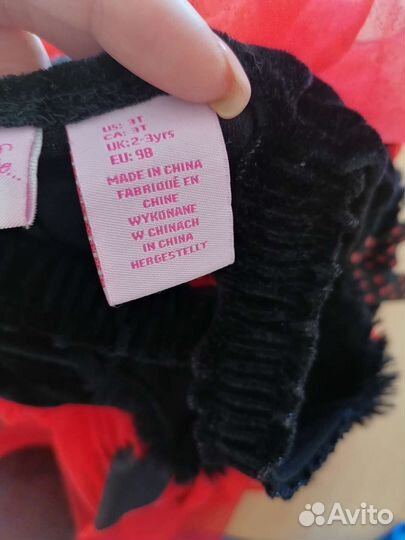 US: 3T
CA: 3T
UK: 2-3yrs
EU: 98
MADE IN CHINA
FABRIQUÉ EN
CHINE
WYKONANE
W CHINACH
IN CHINA
HERGESTELLT
Avito